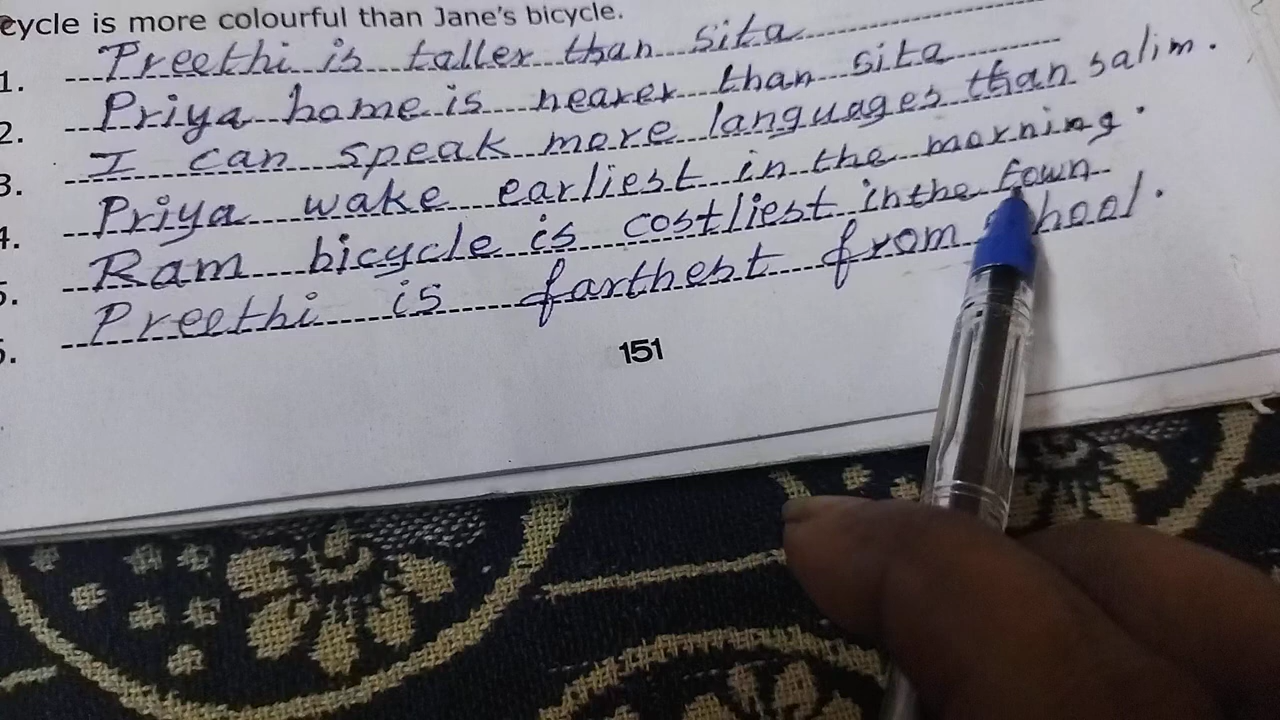 cycle is more colourful than Jane's bicycle.
1. Preethi is taller than sita
2. Priya home is nearer than sita
3. I can speak more languages than salim.
4. Priya wake earliest in the morning.
5. Ram bicycle is costliest in the town
6. Preethi is farthest from school.
151